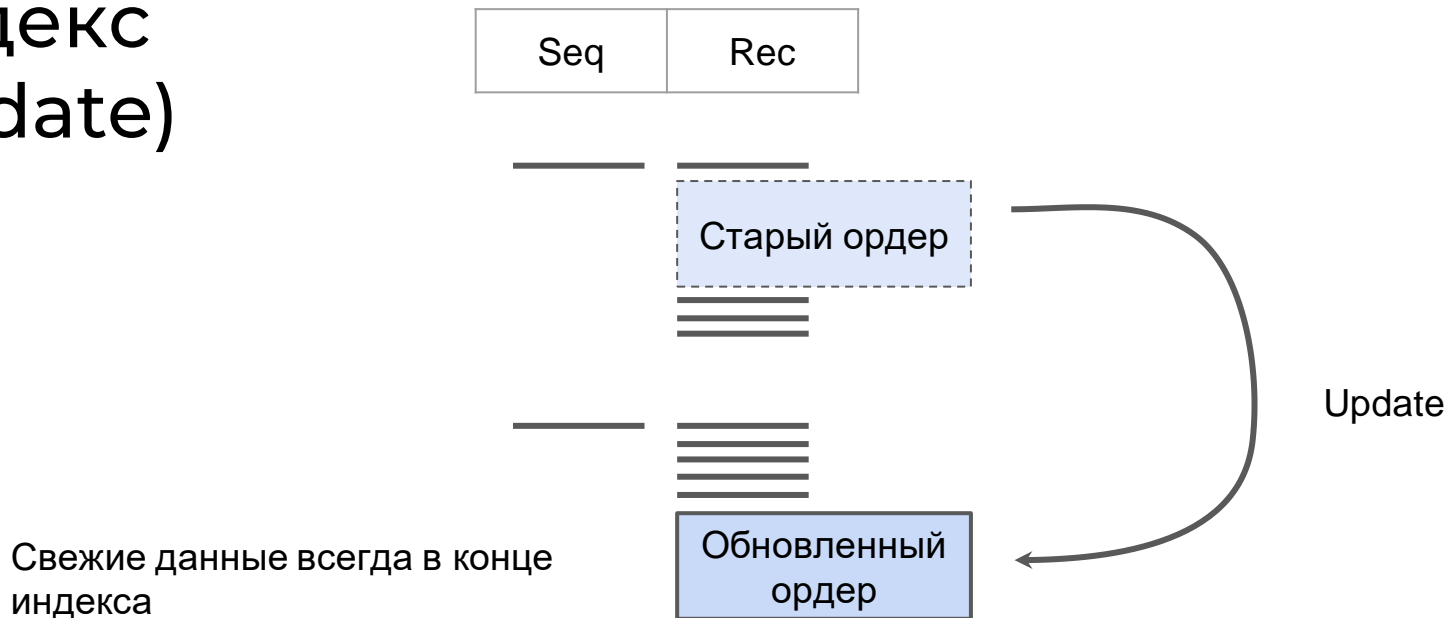 декс
date)
Seq Rec
Старый ордер
Update
Обновленный
ордер
Свежие данные всегда в конце
индекса